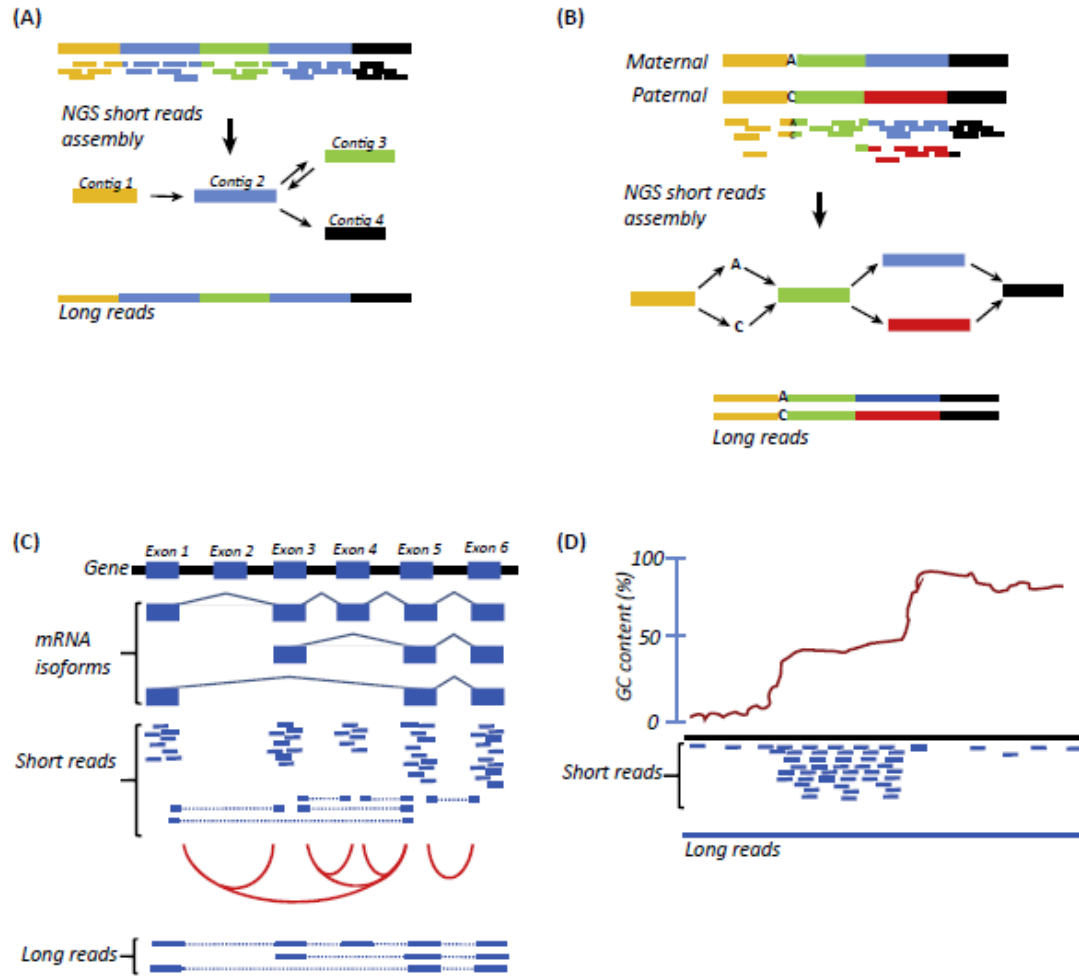 (A)
NGS short reads
assembly
Contig 1
Contig 2
Contig 3
Contig 4
Long reads
(B)
Maternal
A
Paternal
C
A
C
NGS short reads
assembly
A
C
A
C
Long reads
(C)
Exon 1 Exon 2 Exon 3 Exon 4 Exon 5 Exon 6
Gene
mRNA
isoforms
Short reads
Long reads
(D)
100
50
0
GC content (%)
Short reads
Long reads